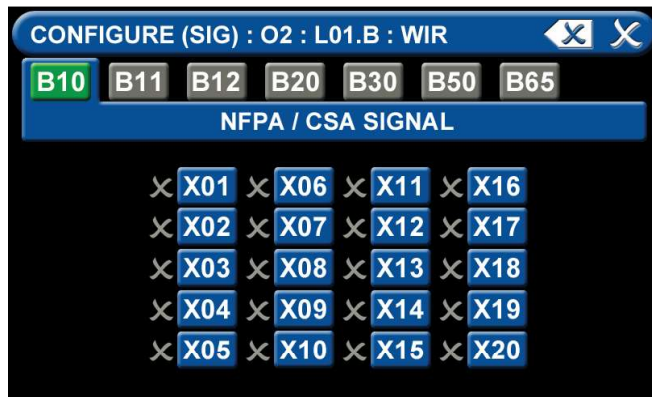 CONFIGURE (SIG) : O2 : L01.B : WIR
B10 B11 B12 B20 B30 B50 B65
NFPA / CSA SIGNAL
X01 X06 X11 X16
X02 X07 X12 X17
X03 X08 X13 X18
X04 X09 X14 X19
X05 X10 X15 X20